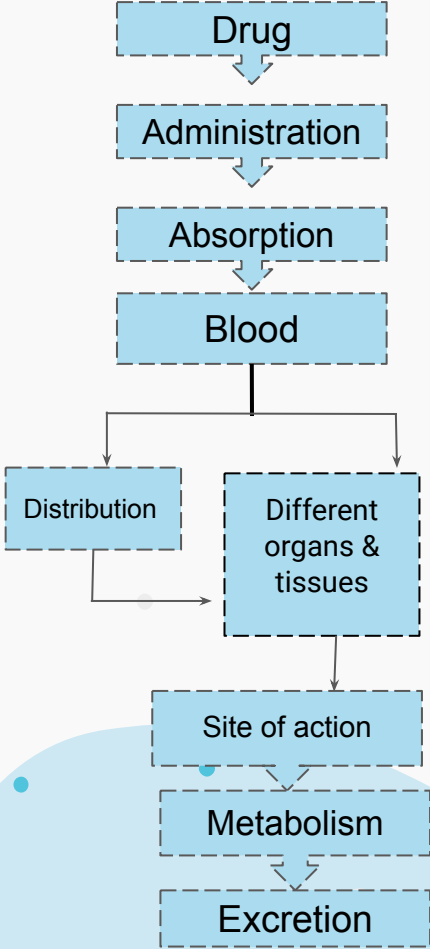 Drug
Administration
Absorption
Blood
Distribution
Different
organs &
tissues
Site of action
Metabolism
Excretion